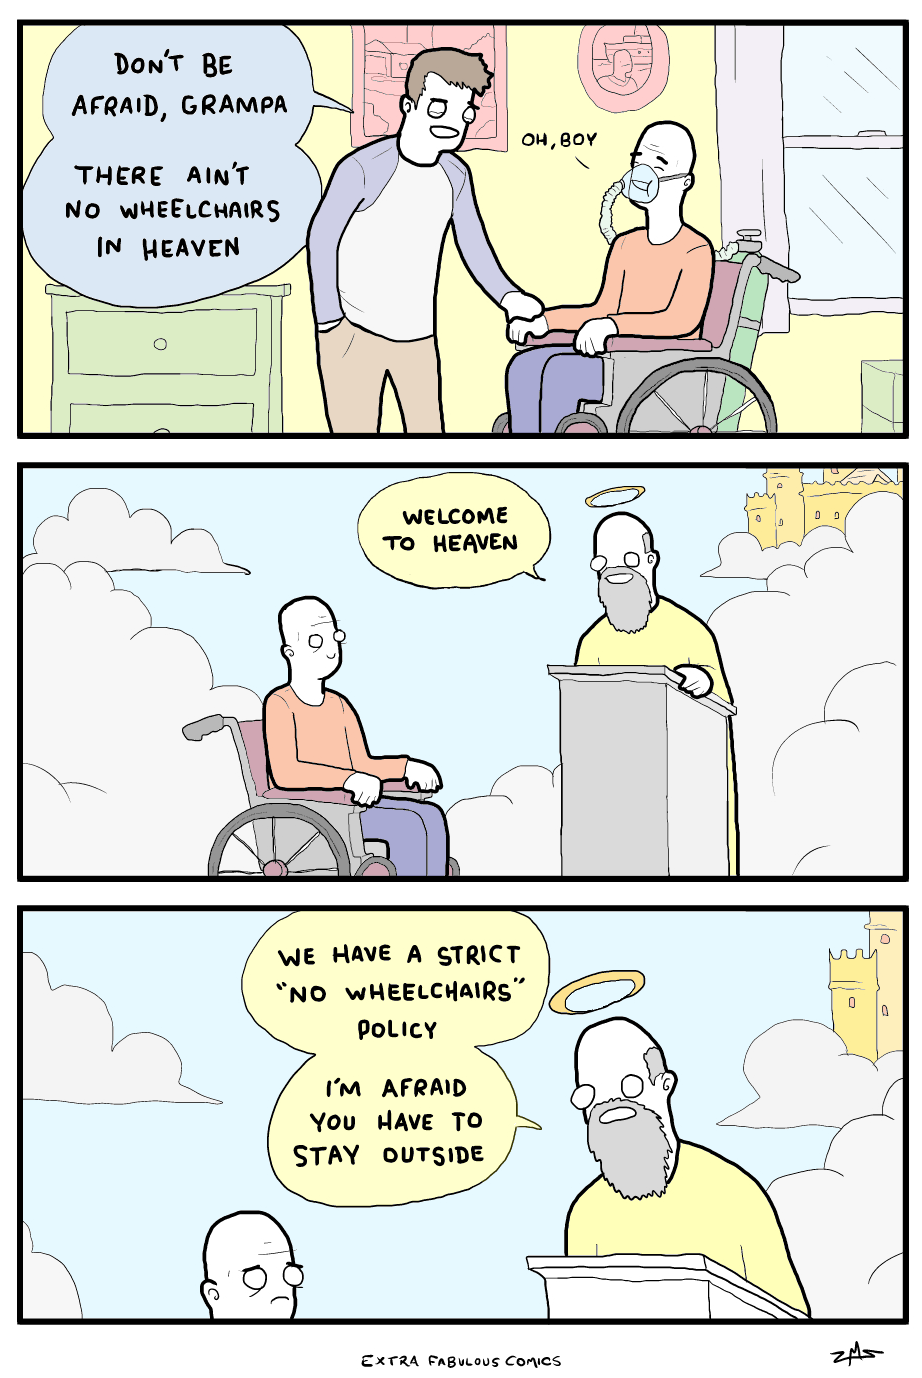 DON'T BE
AFRAID, GRAMPA
THERE AIN'T
NO WHEELCHAIRS
IN HEAVEN
OH, BOY
WELCOME
TO HEAVEN
WE HAVE A STRICT
"NO WHEELCHAIRS"
POLICY
I'M AFRAID
YOU HAVE TO
STAY OUTSIDE
EXTRA FABULOUS COMICS
ZMS